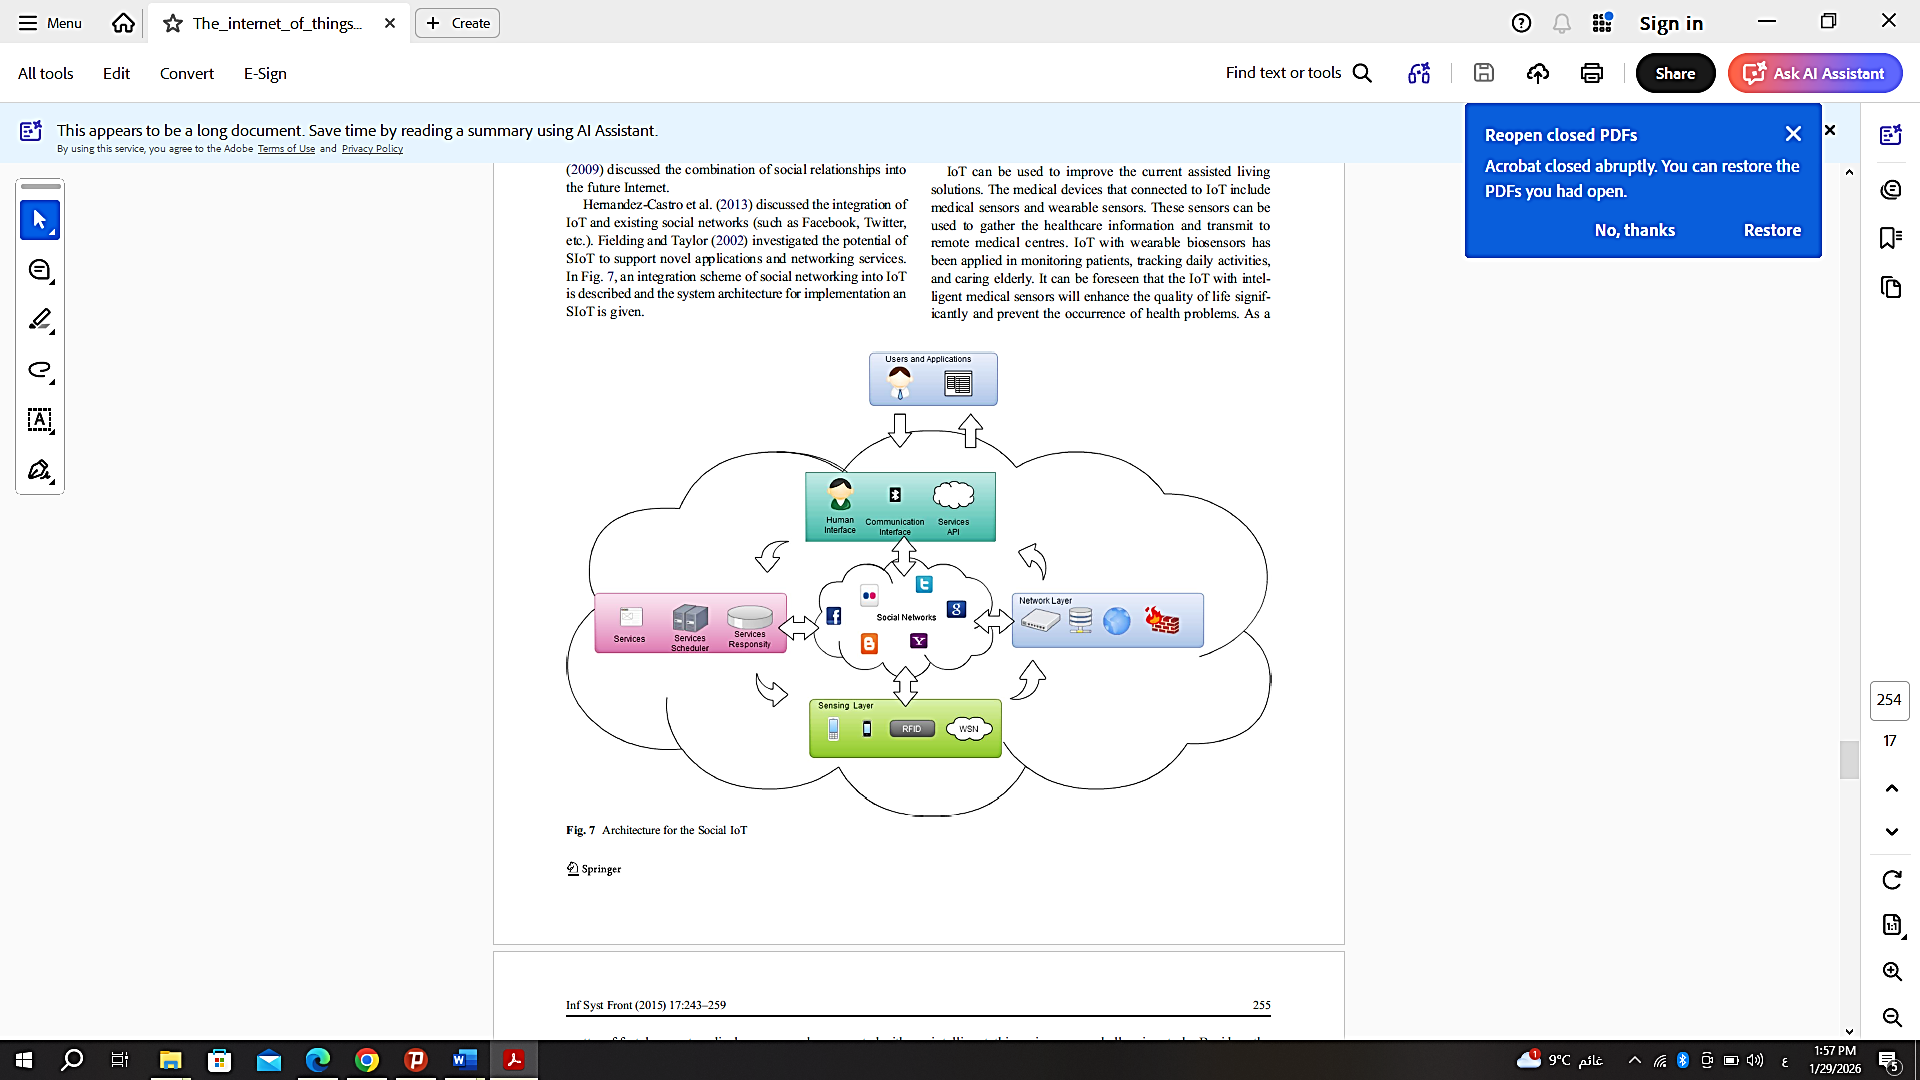 Menu
The_internet_of_things...
Create
Sign in
All tools
Edit
Convert
E-Sign
Find text or tools
Share
Ask AI Assistant
This appears to be a long document. Save time by reading a summary using AI Assistant.
By using this service, you agree to the Adobe Terms of Use and Privacy Policy
Reopen closed PDFs
Acrobat closed abruptly. You can restore the
PDFs you had open.
No, thanks
Restore
(2009) discussed the combination of social relationships into
the future Internet.
Hernandez-Castro et al. (2013) discussed the integration of
IoT and existing social networks (such as Facebook, Twitter,
etc.). Fielding and Taylor (2002) investigated the potential of
SIoT to support novel applications and networking services.
In Fig. 7, an integration scheme of social networking into IoT
is described and the system architecture for implementation an
SIoT is given.
IoT can be used to improve the current assisted living
solutions. The medical devices that connected to IoT include
medical sensors and wearable sensors. These sensors can be
used to gather the healthcare information and transmit to
remote medical centres. IoT with wearable biosensors has
been applied in monitoring patients, tracking daily activities,
and caring elderly. It can be foreseen that the IoT with intel-
ligent medical sensors will enhance the quality of life signif-
icantly and prevent the occurrence of health problems. As a
Users and Applications
Human
Interface
Communication
Interface
Services
API
Services
Services
Scheduler
Services
Responsity
Social Networks
Network Layer
Sensing Layer
RFID
WSN
Fig. 7 Architecture for the Social IoT
Springer
Inf Syst Front (2015) 17:243–259
255
254
17
9°C غائم
ع
1:57 PM
1/29/2026
5